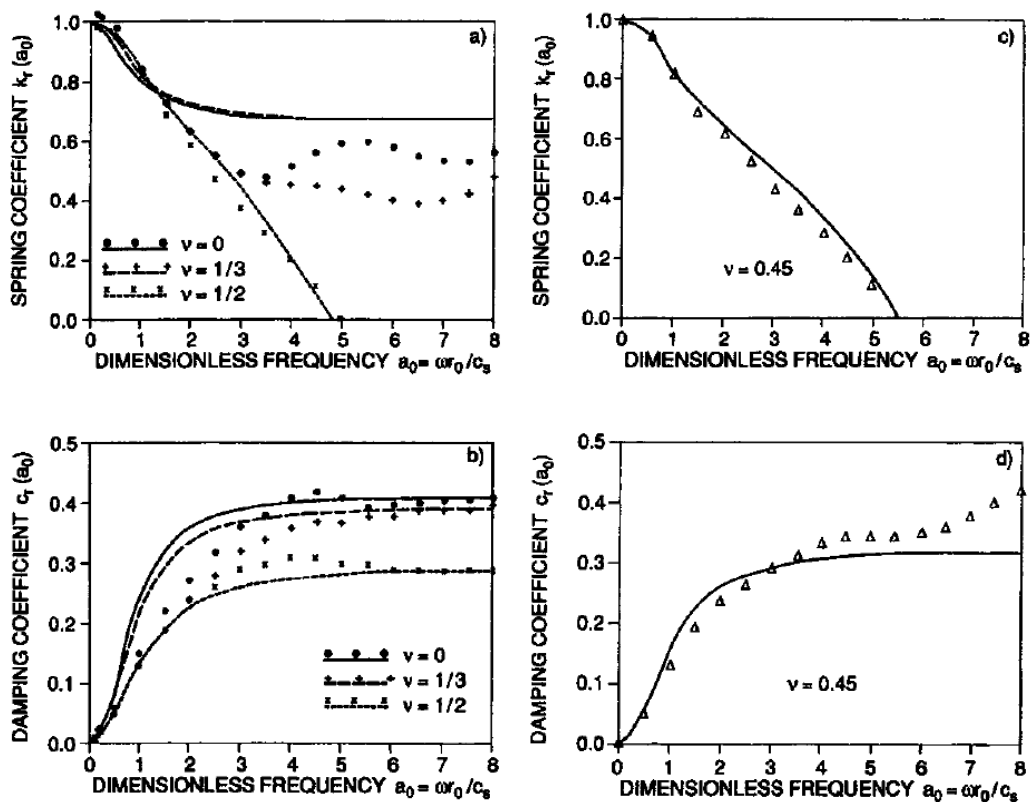 a)
SPRING COEFFICIENT kᵣ (a₀)
1.0
0.8
0.6
0.4
0.2
0.0
ν = 0
ν = 1/3
ν = 1/2
0 1 2 3 4 5 6 7 8
DIMENSIONLESS FREQUENCY a₀ = ωr₀/cₛ
c)
SPRING COEFFICIENT kᵣ (a₀)
1.0
0.8
0.6
0.4
0.2
0.0
ν = 0.45
0 1 2 3 4 5 6 7 8
DIMENSIONLESS FREQUENCY a₀ = ωr₀/cₛ
b)
DAMPING COEFFICIENT cᵣ (a₀)
0.5
0.4
0.3
0.2
0.1
0.0
ν = 0
ν = 1/3
ν = 1/2
0 1 2 3 4 5 6 7 8
DIMENSIONLESS FREQUENCY a₀ = ωr₀/cₛ
d)
DAMPING COEFFICIENT cᵣ (a₀)
0.5
0.4
0.3
0.2
0.1
0.0
ν = 0.45
0 1 2 3 4 5 6 7 8
DIMENSIONLESS FREQUENCY a₀ = ωr₀/cₛ